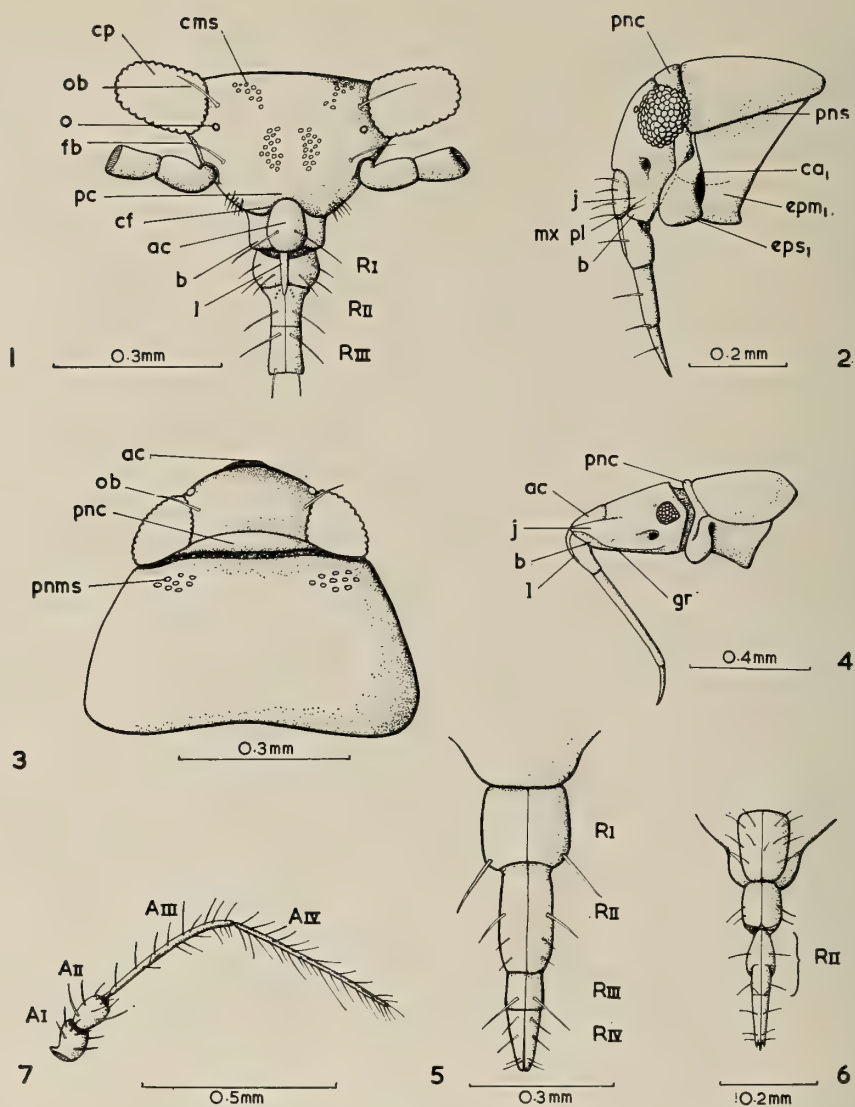 cp
cms
ob
o
fb
pc
cf
ac
b
l
RI
RII
RIII
0.3mm
1
pnc
pns
ca1
j
epm1
mx pl
b
eps1
0.2mm
2
ac
ob
pnc
pnms
0.3mm
3
pnc
ac
j
b
l
gr
0.4mm
4
RI
RII
RIII
RIV
5
0.3mm
RII
6
0.2mm
AIII
AIV
AII
AI
7
0.5mm